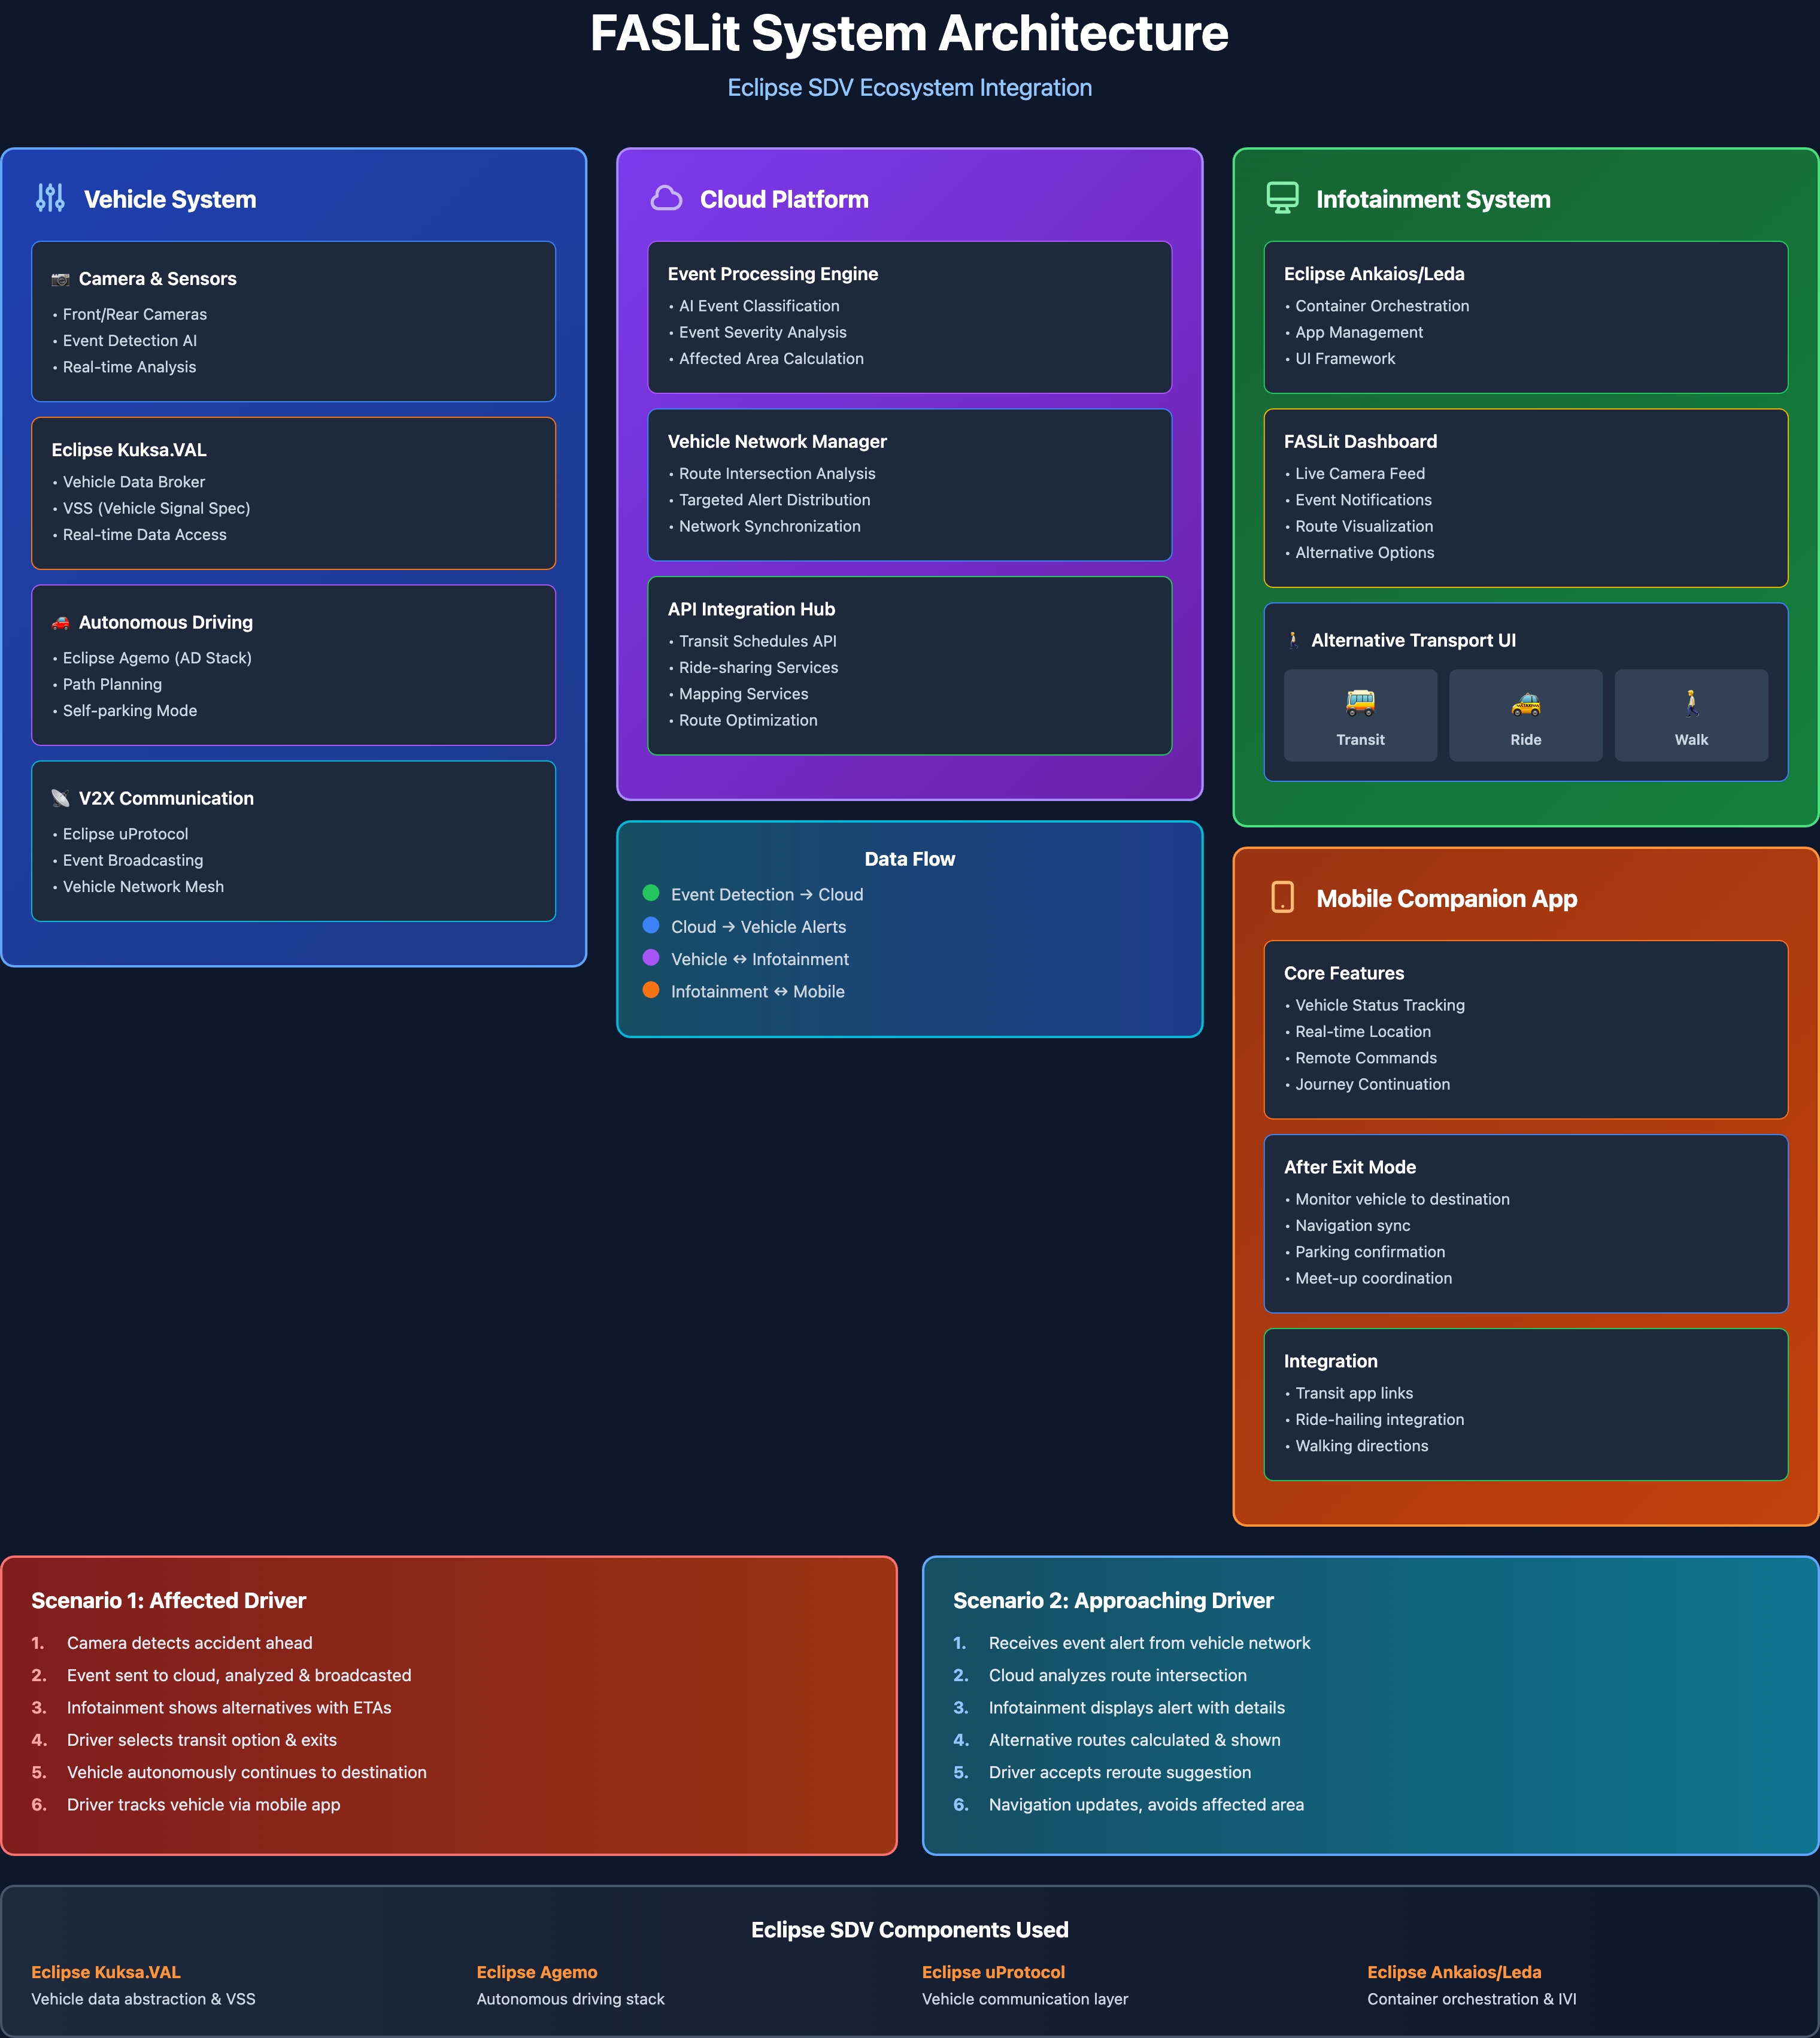 FASLit System Architecture
Eclipse SDV Ecosystem Integration
Vehicle System
Camera & Sensors
• Front/Rear Cameras
• Event Detection AI
• Real-time Analysis
Eclipse Kuksa.VAL
• Vehicle Data Broker
• VSS (Vehicle Signal Spec)
• Real-time Data Access
Autonomous Driving
• Eclipse Agemo (AD Stack)
• Path Planning
• Self-parking Mode
V2X Communication
• Eclipse uProtocol
• Event Broadcasting
• Vehicle Network Mesh
Cloud Platform
Event Processing Engine
• AI Event Classification
• Event Severity Analysis
• Affected Area Calculation
Vehicle Network Manager
• Route Intersection Analysis
• Targeted Alert Distribution
• Network Synchronization
API Integration Hub
• Transit Schedules API
• Ride-sharing Services
• Mapping Services
• Route Optimization
Data Flow
Event Detection → Cloud
Cloud → Vehicle Alerts
Vehicle ↔ Infotainment
Infotainment ↔ Mobile
Infotainment System
Eclipse Ankaios/Leda
• Container Orchestration
• App Management
• UI Framework
FASLit Dashboard
• Live Camera Feed
• Event Notifications
• Route Visualization
• Alternative Options
Alternative Transport UI
Transit
Ride
Walk
Mobile Companion App
Core Features
• Vehicle Status Tracking
• Real-time Location
• Remote Commands
• Journey Continuation
After Exit Mode
• Monitor vehicle to destination
• Navigation sync
• Parking confirmation
• Meet-up coordination
Integration
• Transit app links
• Ride-hailing integration
• Walking directions
Scenario 1: Affected Driver
1. Camera detects accident ahead
2. Event sent to cloud, analyzed & broadcasted
3. Infotainment shows alternatives with ETAs
4. Driver selects transit option & exits
5. Vehicle autonomously continues to destination
6. Driver tracks vehicle via mobile app
Scenario 2: Approaching Driver
1. Receives event alert from vehicle network
2. Cloud analyzes route intersection
3. Infotainment displays alert with details
4. Alternative routes calculated & shown
5. Driver accepts reroute suggestion
6. Navigation updates, avoids affected area
Eclipse SDV Components Used
Eclipse Kuksa.VAL
Vehicle data abstraction & VSS
Eclipse Agemo
Autonomous driving stack
Eclipse uProtocol
Vehicle communication layer
Eclipse Ankaios/Leda
Container orchestration & IVI